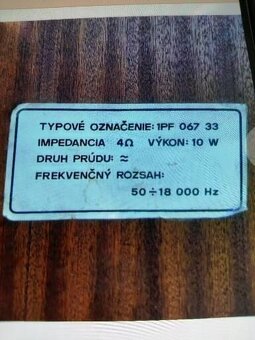 TYPOVÉ OZNAČENIE: 1PF 067 33
IMPEDANCIA 4Ω VÝKON: 10 W
DRUH PRÚDU: ≈
FREKVENČNÝ ROZSAH:
50÷18 000 Hz